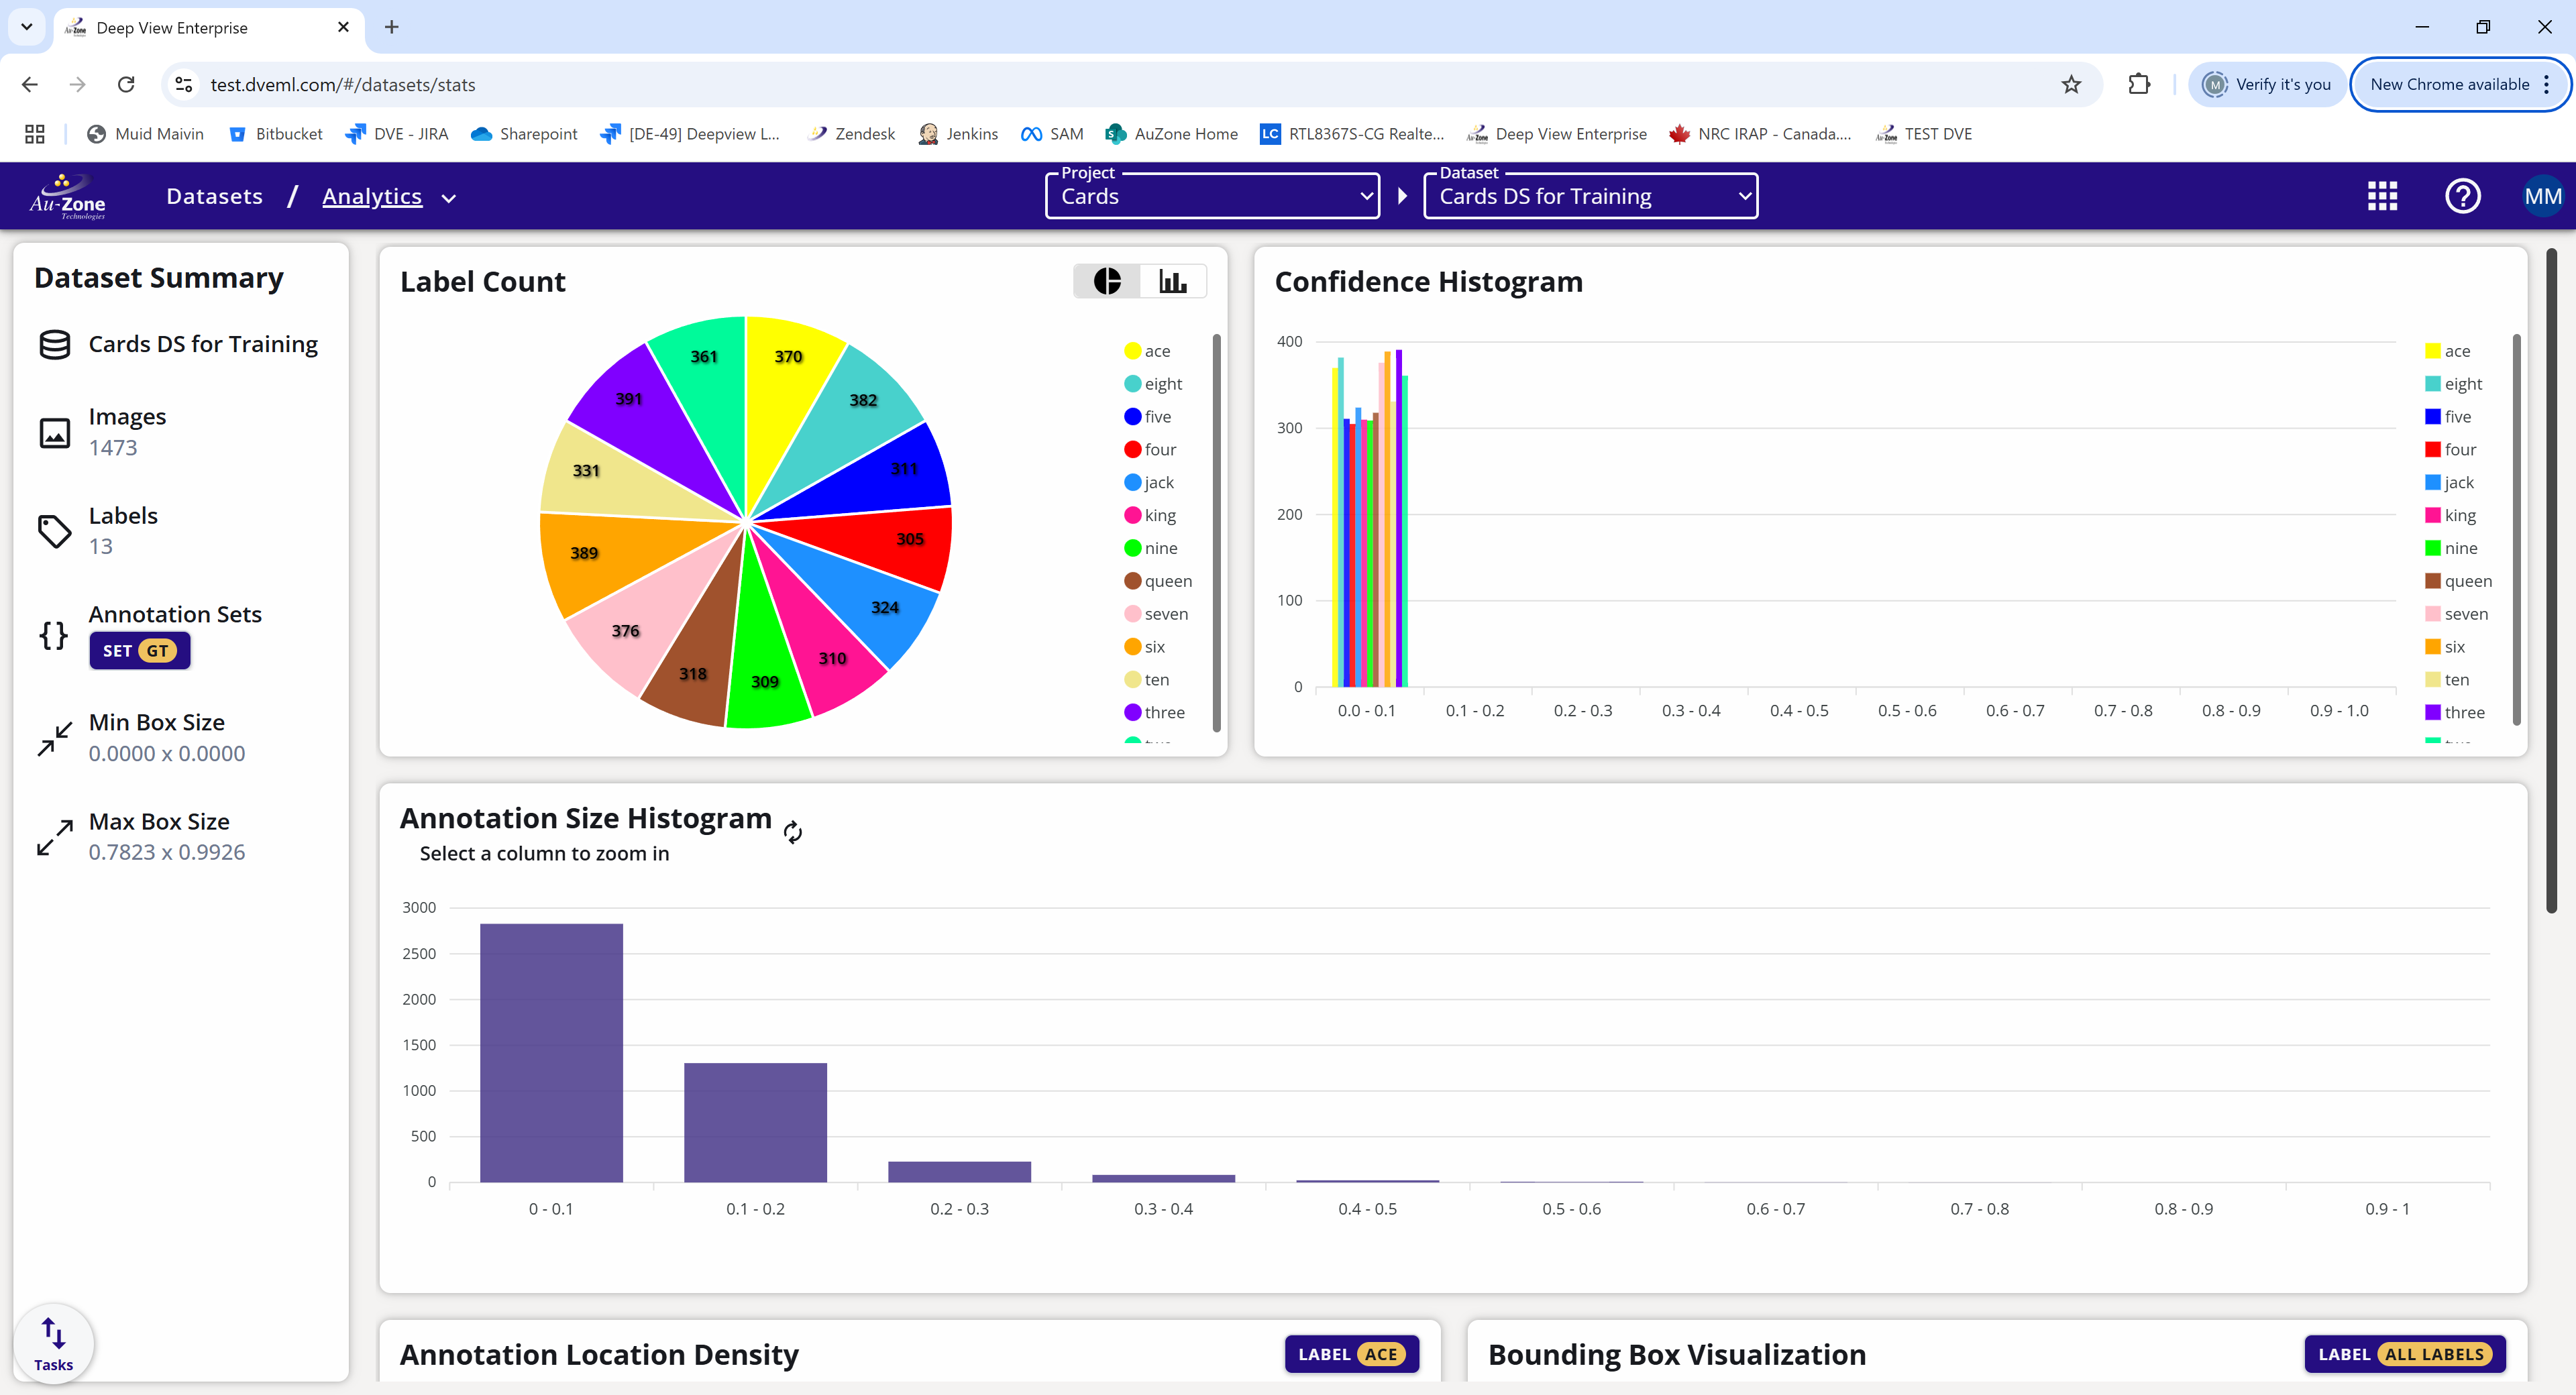 Deep View Enterprise
test.dveml.com/#/datasets/stats
Verify it's you
New Chrome available
Muid Maivin
Bitbucket
DVE - JIRA
Sharepoint
[DE-49] Deepview L...
Zendesk
Jenkins
SAM
AuZone Home
LC RTL8367S-CG Realte...
Deep View Enterprise
NRC IRAP - Canada....
TEST DVE
Au-Zone
Technologies
Datasets / Analytics
Project
Cards
Dataset
Cards DS for Training
MM
Dataset Summary
Cards DS for Training
Images
1473
Labels
13
Annotation Sets
SET GT
Min Box Size
0.0000 x 0.0000
Max Box Size
0.7823 x 0.9926
Tasks
Label Count
361
370
391
382
331
311
389
305
376
324
318
309
310
ace
eight
five
four
jack
king
nine
queen
seven
six
ten
three
Confidence Histogram
400
300
200
100
0
0.0 - 0.1
0.1 - 0.2
0.2 - 0.3
0.3 - 0.4
0.4 - 0.5
0.5 - 0.6
0.6 - 0.7
0.7 - 0.8
0.8 - 0.9
0.9 - 1.0
ace
eight
five
four
jack
king
nine
queen
seven
six
ten
three
Annotation Size Histogram
Select a column to zoom in
3000
2500
2000
1500
1000
500
0
0 - 0.1
0.1 - 0.2
0.2 - 0.3
0.3 - 0.4
0.4 - 0.5
0.5 - 0.6
0.6 - 0.7
0.7 - 0.8
0.8 - 0.9
0.9 - 1
Annotation Location Density
LABEL ACE
Bounding Box Visualization
LABEL ALL LABELS